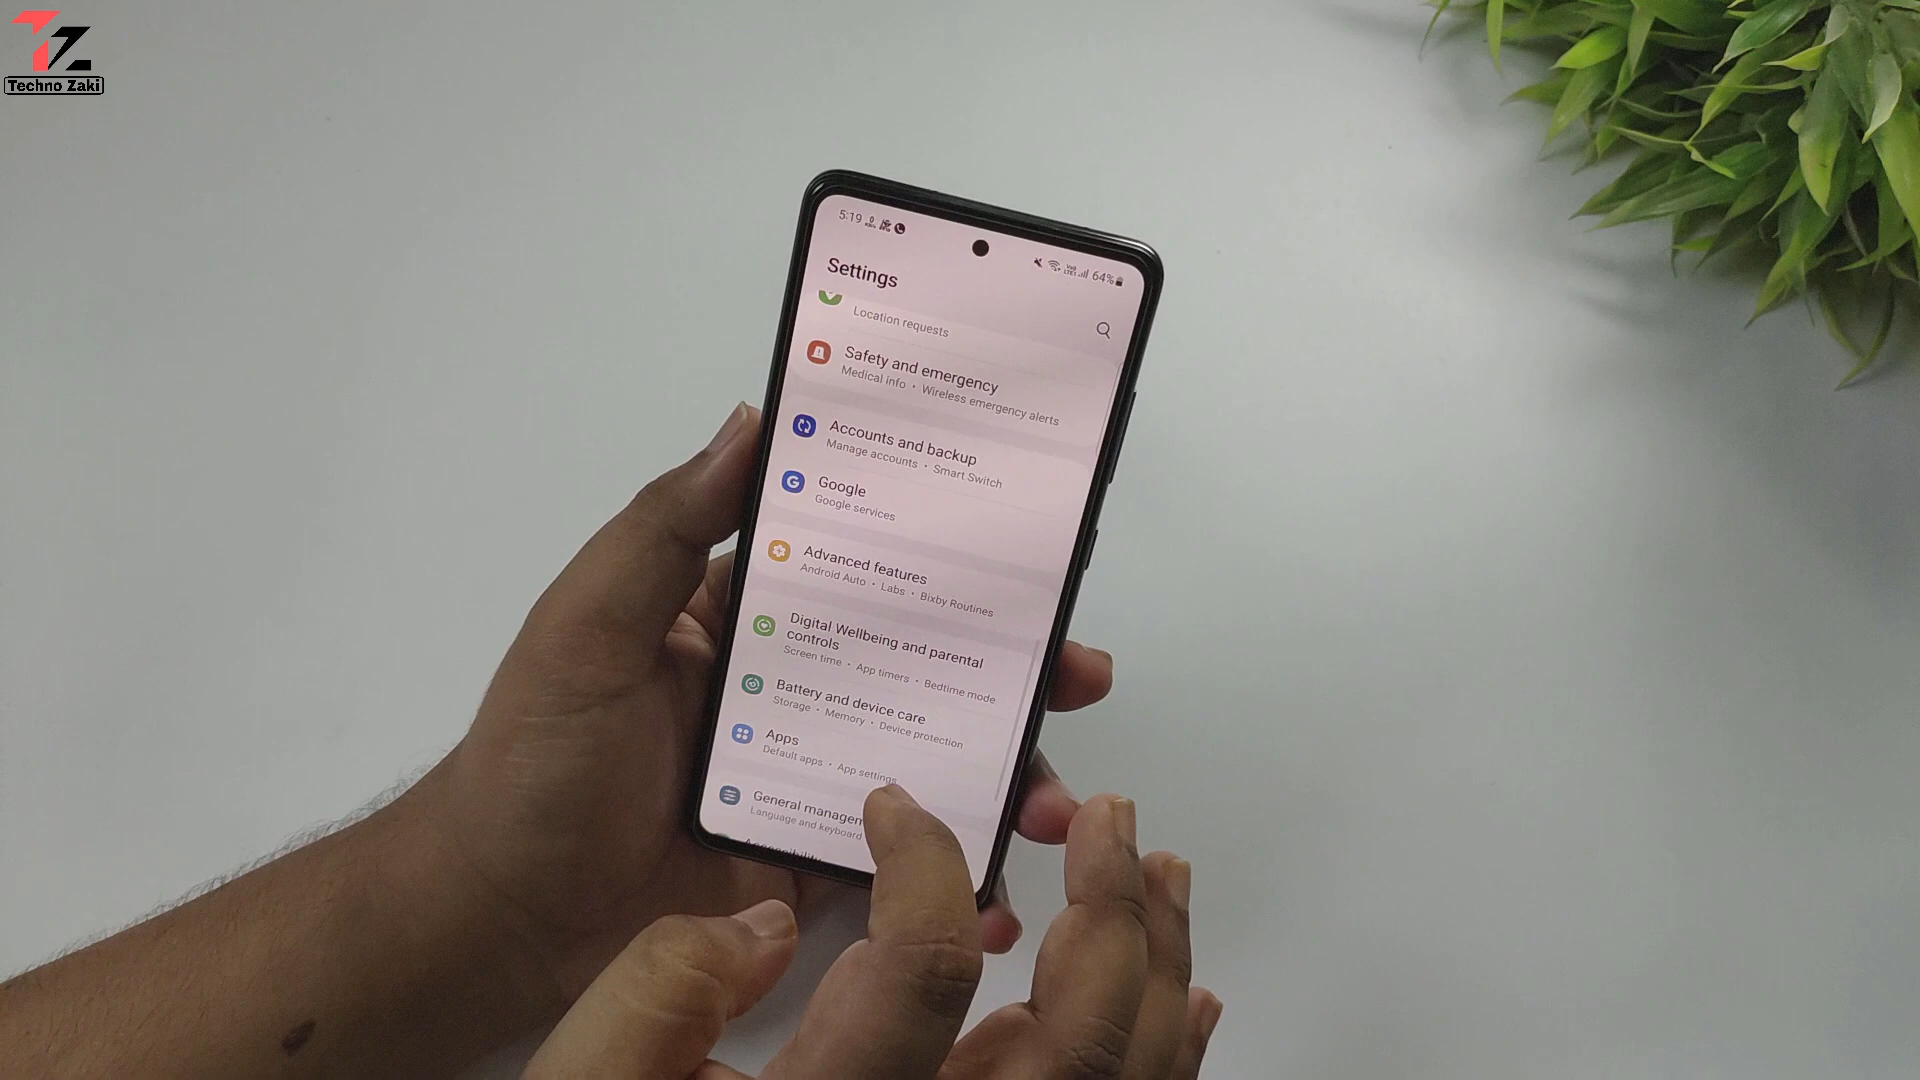 Techno Zaki
5:19
64%
Settings
Location requests
Safety and emergency
Medical info • Wireless emergency alerts
Accounts and backup
Manage accounts • Smart Switch
Google
Google services
Advanced features
Android Auto • Labs • Bixby Routines
Digital Wellbeing and parental
controls
Screen time • App timers • Bedtime mode
Battery and device care
Storage • Memory • Device protection
Apps
Default apps • App settings
General managem
Language and keyboard
Accessibility